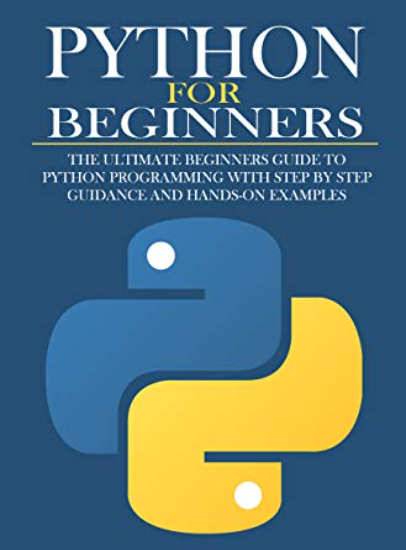 PYTHON
FOR
BEGINNERS
THE ULTIMATE BEGINNERS GUIDE TO
PYTHON PROGRAMMING WITH STEP BY STEP
GUIDANCE AND HANDS-ON EXAMPLES